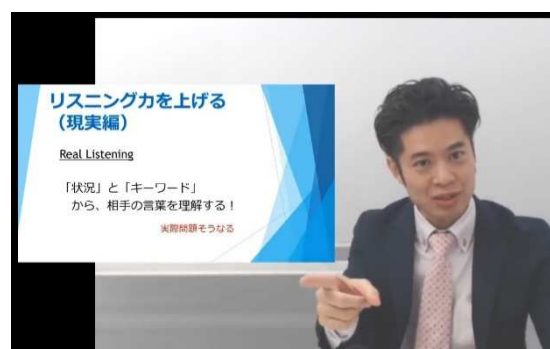 リスニング力を上げる
（現実編）
Real Listening
「状況」と「キーワード」
から、相手の言葉を理解する！
実際問題そうなる